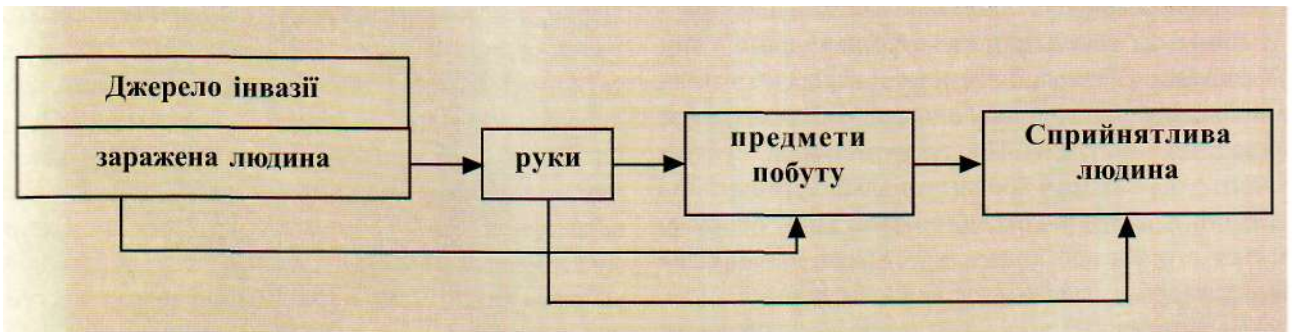 Джерело інвазії
заражена людина
руки
предмети
побуту
Сприйнятлива
людина